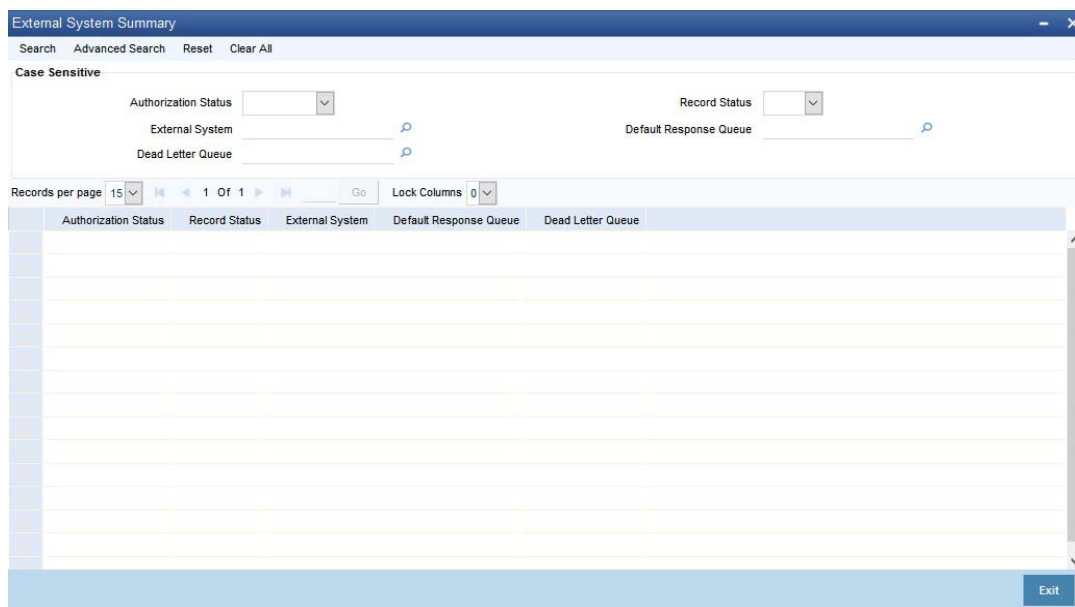 External System Summary
Search Advanced Search Reset Clear All
Case Sensitive
Authorization Status Record Status
External System Default Response Queue
Dead Letter Queue
Records per page 15 1 Of 1 Go Lock Columns 0
Authorization Status Record Status External System Default Response Queue Dead Letter Queue
Exit